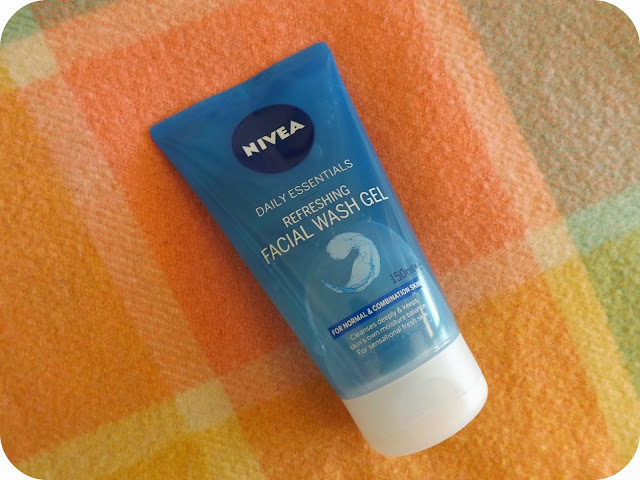 NIVEA
DAILY ESSENTIALS
REFRESHING
FACIAL WASH GEL
150ml
FOR NORMAL & COMBINATION SKIN
Cleanses deeply & keeps
skin's own moisture balance
For sensational fresh skin